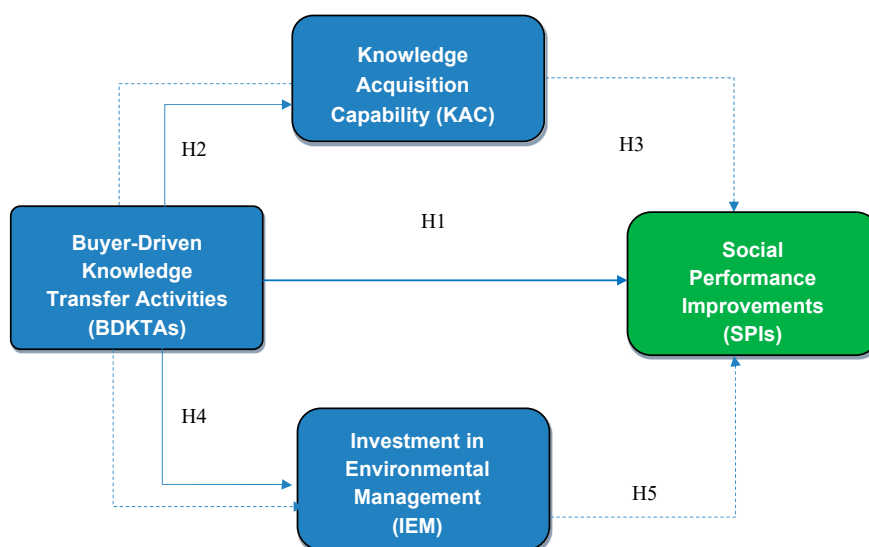 Knowledge
Acquisition
Capability (KAC)
H2
H3
H1
Buyer-Driven
Knowledge
Transfer Activities
(BDKTAs)
Social
Performance
Improvements
(SPIs)
H4
Investment in
Environmental
Management
(IEM)
H5